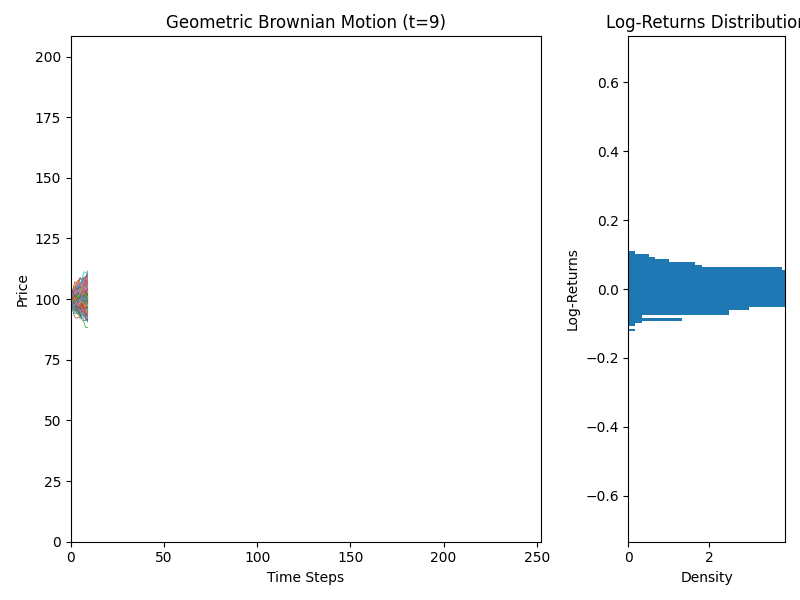 Geometric Brownian Motion (t=9)
Log-Returns Distribution
200
175
150
125
100
75
50
25
0
Price
0 50 100 150 200 250
Time Steps
0.6
0.4
0.2
0.0
−0.2
−0.4
−0.6
Log-Returns
0 2
Density